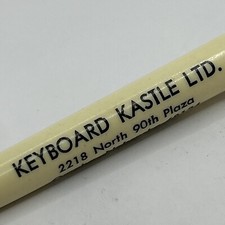 KEYBOARD KASTLE LTD.
2218 North 90th Plaza